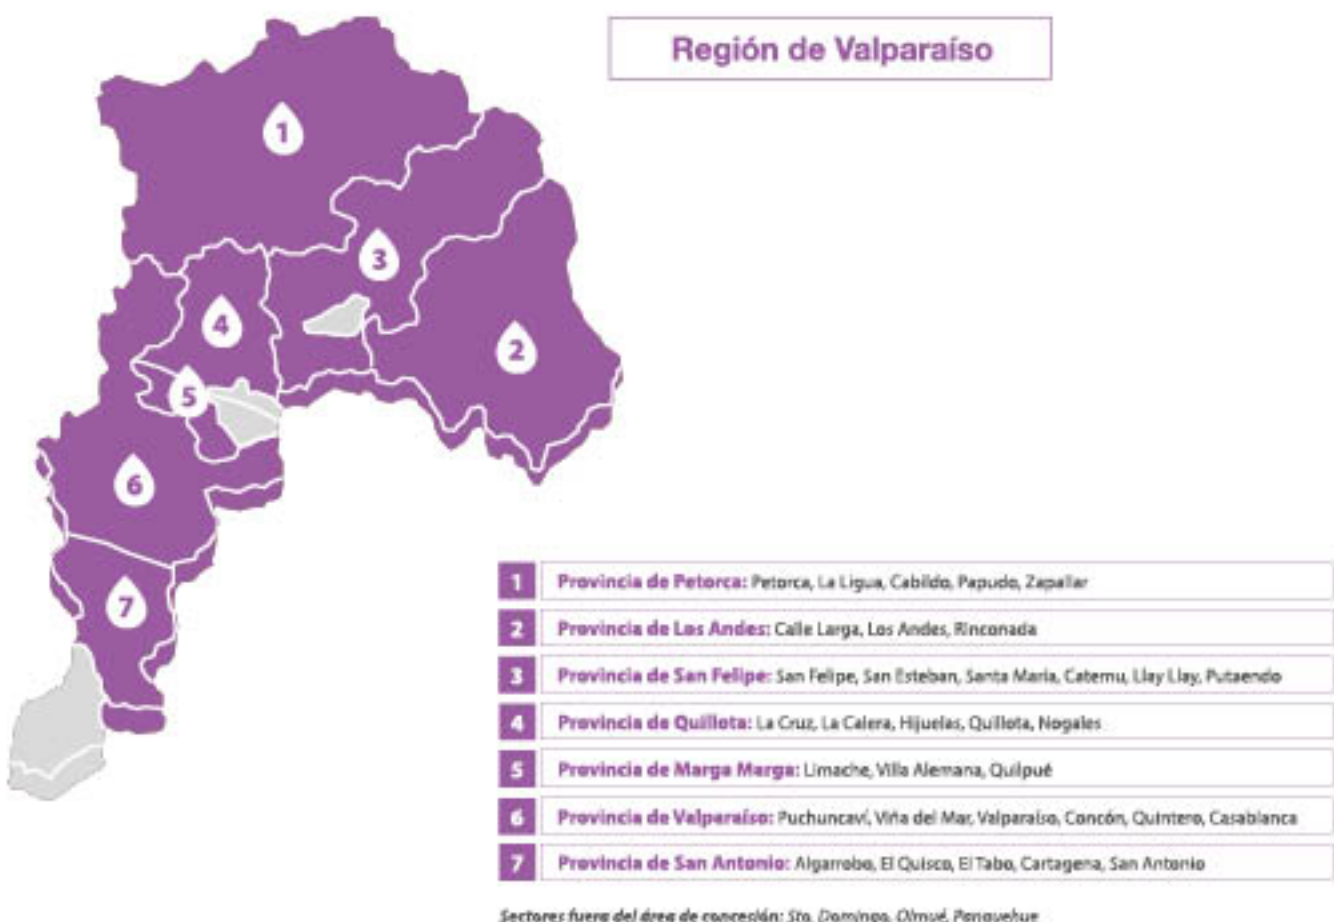 Región de Valparaíso
1
3
4
2
5
6
7
1 Provincia de Petorca: Petorca, La Ligua, Cabildo, Papudo, Zapallar
2 Provincia de Los Andes: Calle Larga, Los Andes, Rinconada
3 Provincia de San Felipe: San Felipe, San Esteban, Santa María, Catemu, Llay Llay, Putaendo
4 Provincia de Quillota: La Cruz, La Calera, Hijuelas, Quillota, Nogales
5 Provincia de Marga Marga: Limache, Villa Alemana, Quilpué
6 Provincia de Valparaíso: Puchuncaví, Viña del Mar, Valparaíso, Concón, Quintero, Casablanca
7 Provincia de San Antonio: Algarrobo, El Quisco, El Tabo, Cartagena, San Antonio
Sectores fuera del área de concesión: Sto. Domingo, Olmué, Panquehue